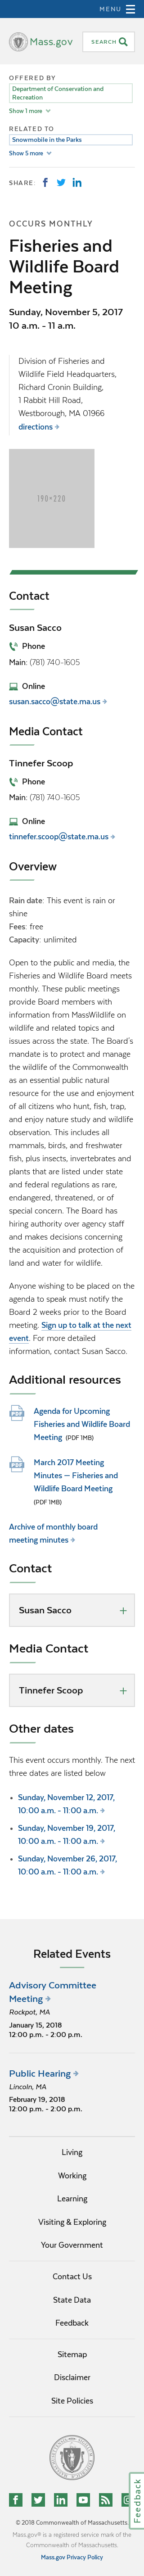 MENU
Mass.gov
SEARCH
OFFERED BY
Department of Conservation and
Recreation
Show 1 more
RELATED TO
Snowmobile in the Parks
Show 5 more
SHARE:
OCCURS MONTHLY
Fisheries and
Wildlife Board
Meeting
Sunday, November 5, 2017
10 a.m. - 11 a.m.
Division of Fisheries and
Wildlife Field Headquarters,
Richard Cronin Building,
1 Rabbit Hill Road,
Westborough, MA 01966
directions
190×220
Contact
Susan Sacco
Phone
Main: (781) 740-1605
Online
susan.sacco@state.ma.us
Media Contact
Tinnefer Scoop
Phone
Main: (781) 740-1605
Online
tinnefer.scoop@state.ma.us
Overview
Rain date: This event is rain or
shine
Fees: free
Capacity: unlimited
Open to the public and media, the
Fisheries and Wildlife Board meets
monthly. These public meetings
provide Board members with
information from MassWildlife on
wildlife and related topics and
issues across the state. The Board's
mandate is to protect and manage
the wildlife of the Commonwealth
as an essential public natural
resource for the use and enjoyment
of all citizens who hunt, fish, trap,
or who enjoy and study wildlife
observation. This includes all
mammals, birds, and freshwater
fisheries, plus insects, invertebrates
and plants that are listed under state
and federal regulations as rare,
threatened, or endangered. The
Board has hiring authority over
agency staff and makes decisions
concerning the acquisition and
protection of important land and
water for wildlife.
Anyone wishing to be placed on the
agenda to speak must notify the
Board 2 weeks prior to the Board
meeting. Sign up to talk at the next
event. For more detailed
information, contact Susan Sacco.
Additional resources
Agenda for Upcoming
Fisheries and Wildlife Board
Meeting (PDF 1MB)
March 2017 Meeting
Minutes — Fisheries and
Wildlife Board Meeting
(PDF 1MB)
Archive of monthly board
meeting minutes
Contact
Susan Sacco
Media Contact
Tinnefer Scoop
Other dates
This event occurs monthly. The next
three dates are listed below
Sunday, November 12, 2017,
10:00 a.m. - 11:00 a.m.
Sunday, November 19, 2017,
10:00 a.m. - 11:00 a.m.
Sunday, November 26, 2017,
10:00 a.m. - 11:00 a.m.
Related Events
Advisory Committee
Meeting
Rockport, MA
January 15, 2018
12:00 p.m. - 2:00 p.m.
Public Hearing
Lincoln, MA
February 19, 2018
12:00 p.m. - 2:00 p.m.
Living
Working
Learning
Visiting & Exploring
Your Government
Contact Us
State Data
Feedback
Sitemap
Disclaimer
Site Policies
Feedback
© 2018 Commonwealth of Massachusetts.
Mass.gov® is a registered service mark of the
Commonwealth of Massachusetts.
Mass.gov Privacy Policy